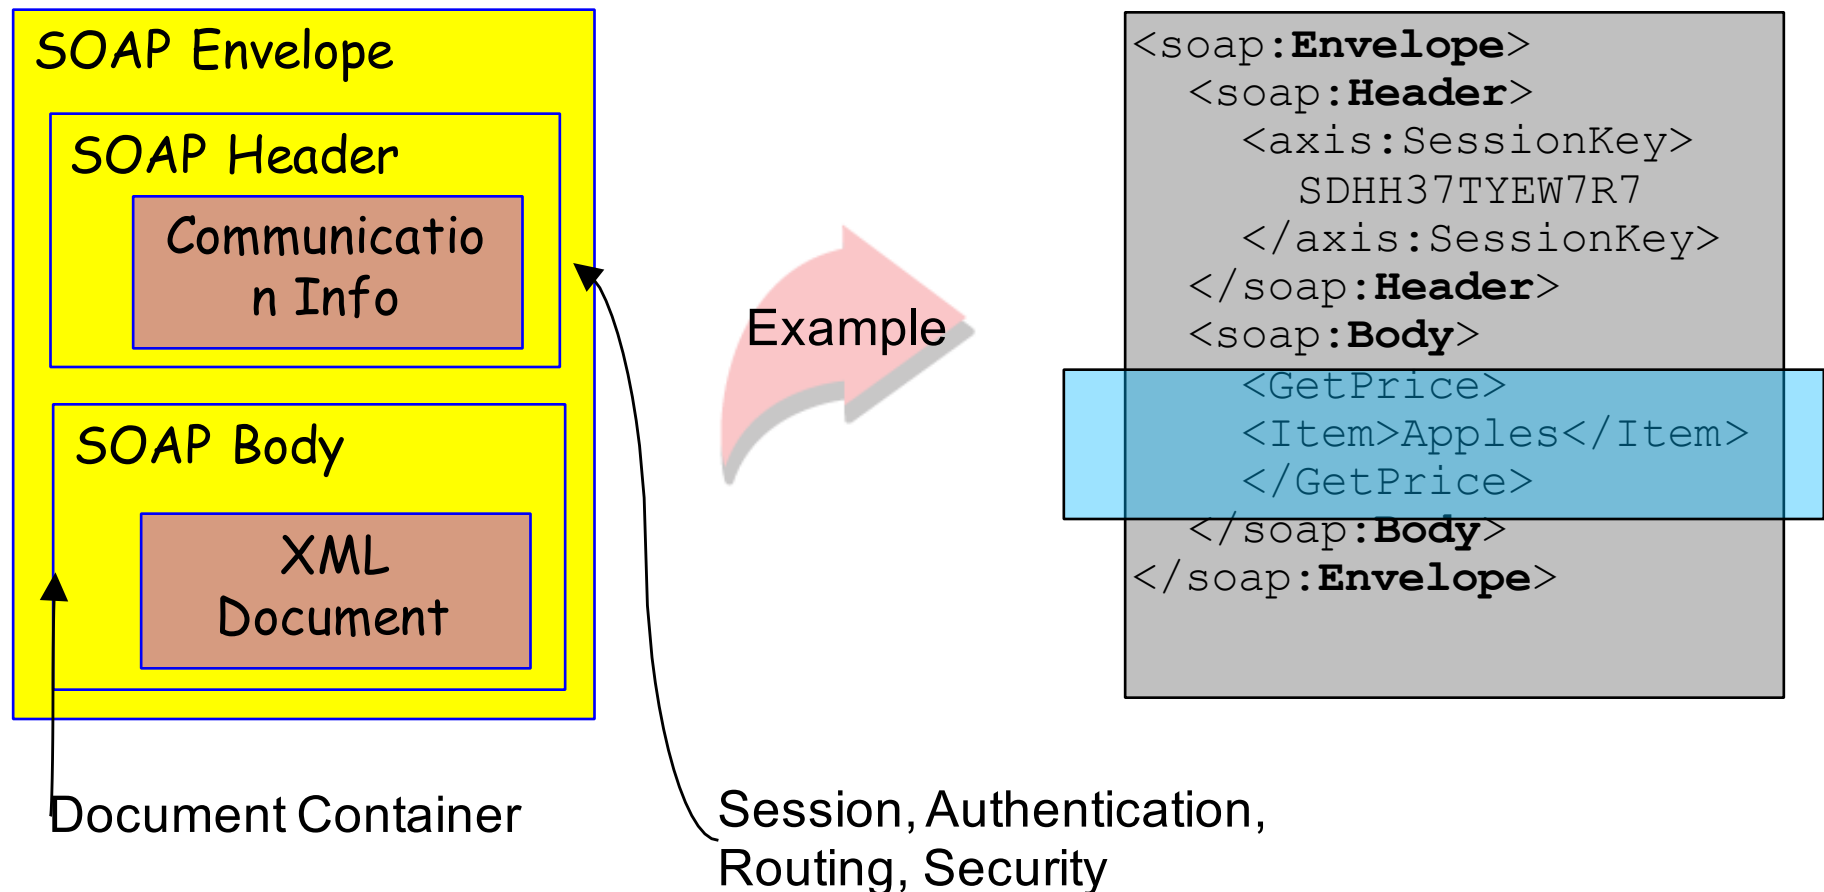 SOAP Envelope
SOAP Header
Communicatio
n Info
SOAP Body
XML
Document
Document Container
Example
Session, Authentication,
Routing, Security
<soap:Envelope>
<soap:Header>
<axis:SessionKey>
SDHH37TYEW7R7
</axis:SessionKey>
</soap:Header>
<soap:Body>
<GetPrice>
<Item>Apples</Item>
</GetPrice>
</soap:Body>
</soap:Envelope>